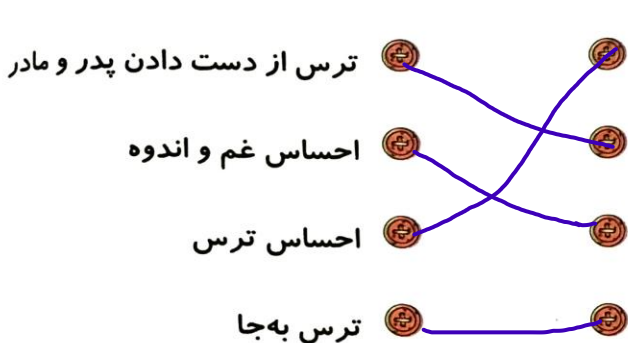 ترس از دست دادن پدر و مادر
احساس غم و اندوه
احساس ترس
ترس به‌جا